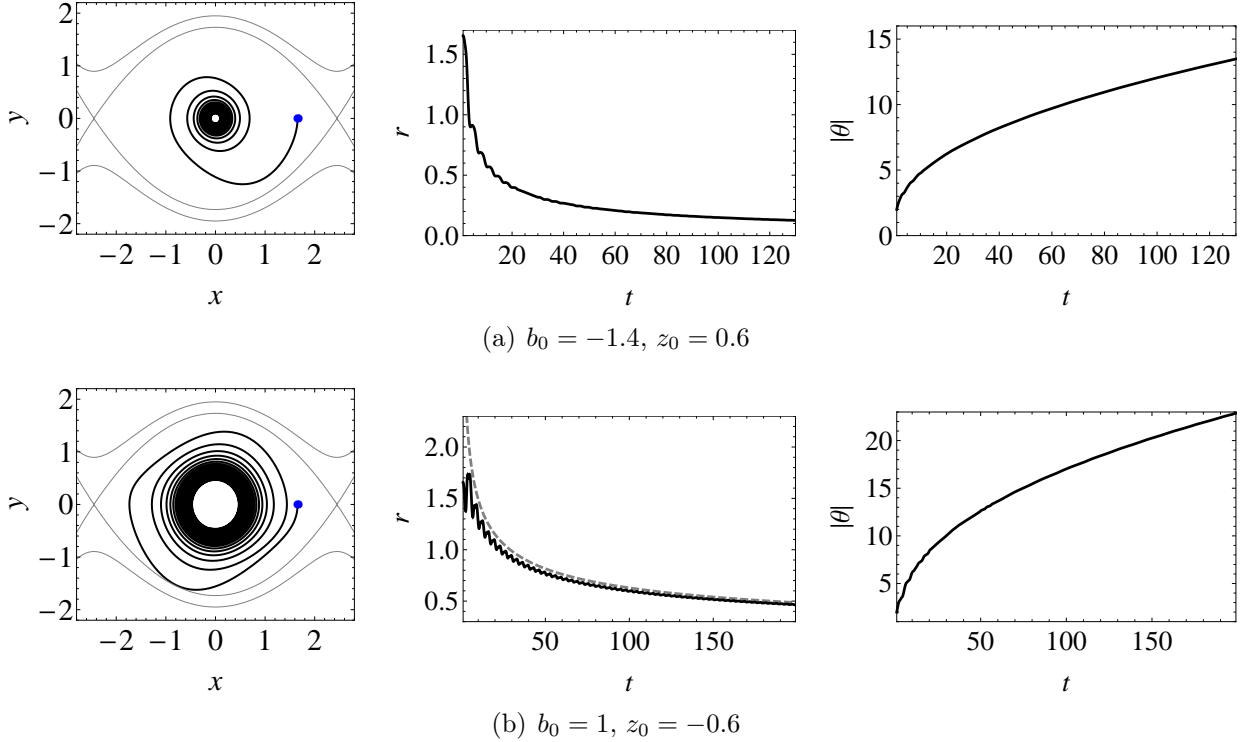 2
1
0
−1
−2
y
−2 −1 0 1 2
x
1.5
1.0
0.5
0.0
r
20 40 60 80 100 120
t
15
10
5
0
|θ|
20 40 60 80 100 120
t
(a) b₀ = −1.4, z₀ = 0.6
2
1
0
−1
−2
y
−2 −1 0 1 2
x
2.0
1.5
1.0
0.5
r
50 100 150
t
20
15
10
5
|θ|
50 100 150
t
(b) b₀ = 1, z₀ = −0.6